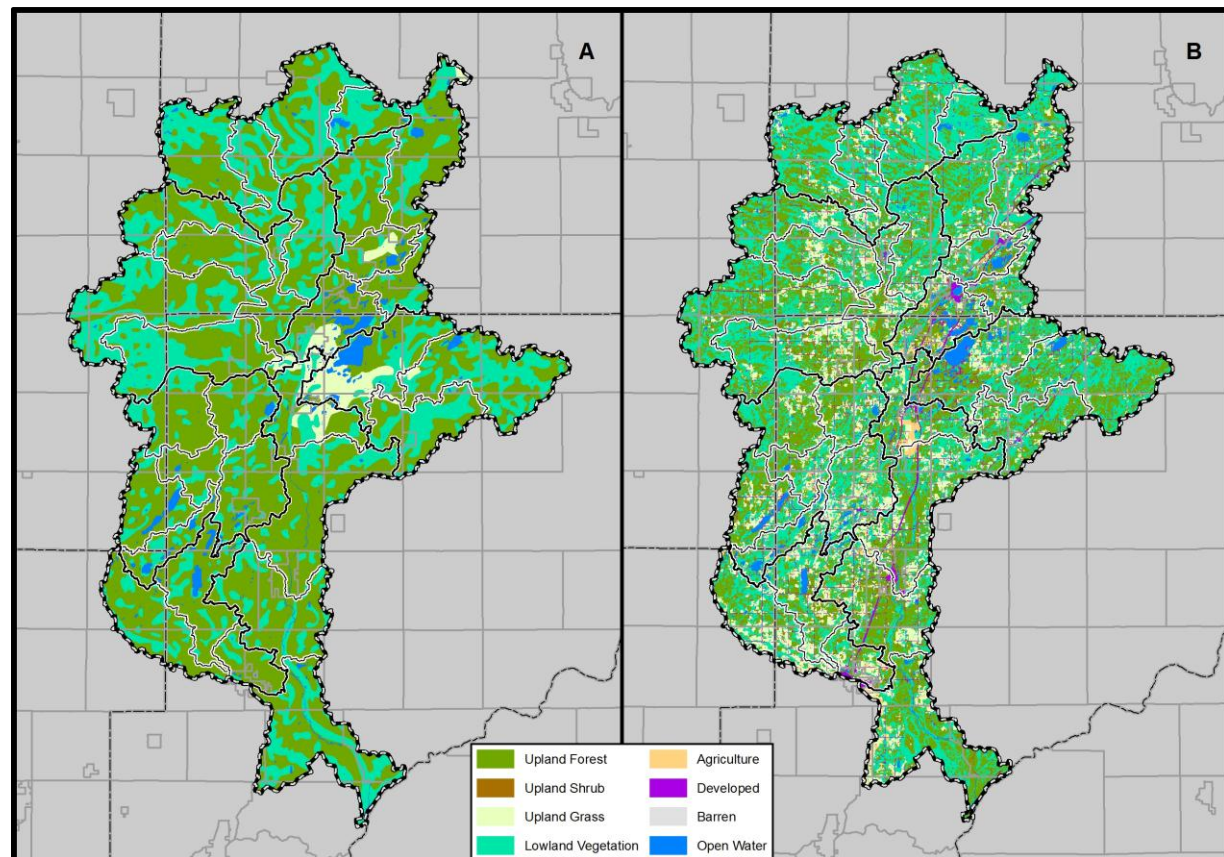 A
B
Upland Forest
Upland Shrub
Upland Grass
Lowland Vegetation
Agriculture
Developed
Barren
Open Water